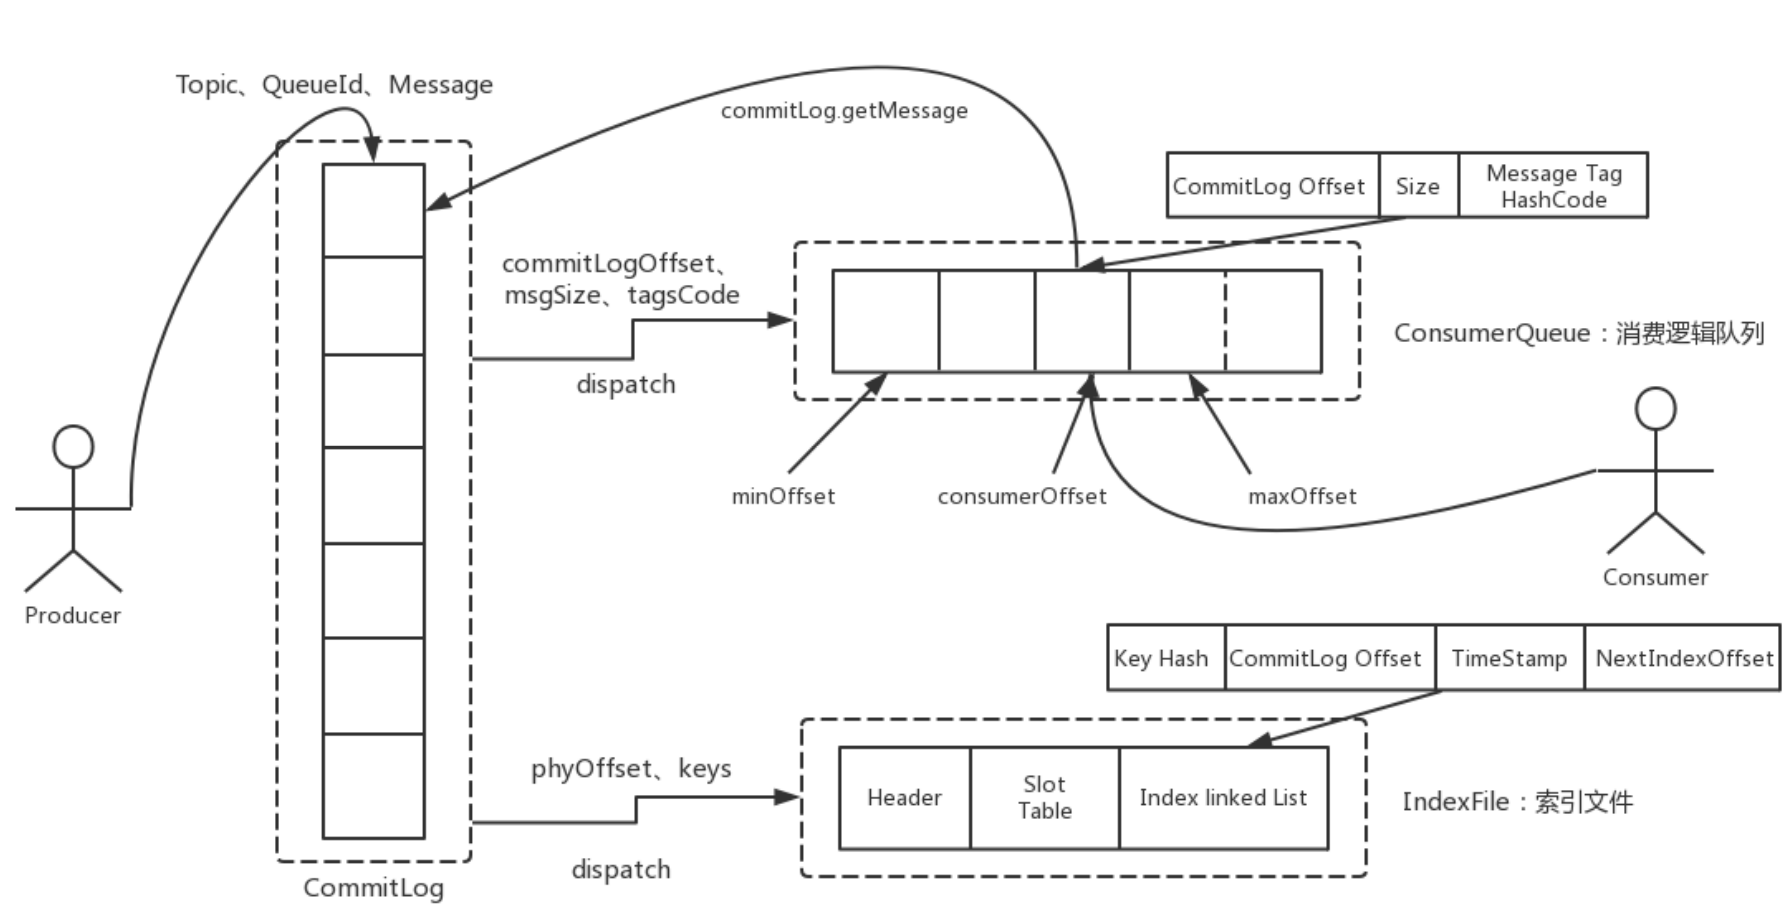 Topic、QueueId、Message
commitLog.getMessage
CommitLog Offset
Size
Message Tag
HashCode
commitLogOffset、
msgSize、tagsCode
dispatch
ConsumerQueue：消费逻辑队列
minOffset
consumerOffset
maxOffset
Producer
Consumer
Key Hash
CommitLog Offset
TimeStamp
NextIndexOffset
phyOffset、keys
dispatch
Header
Slot
Table
Index linked List
IndexFile：索引文件
CommitLog